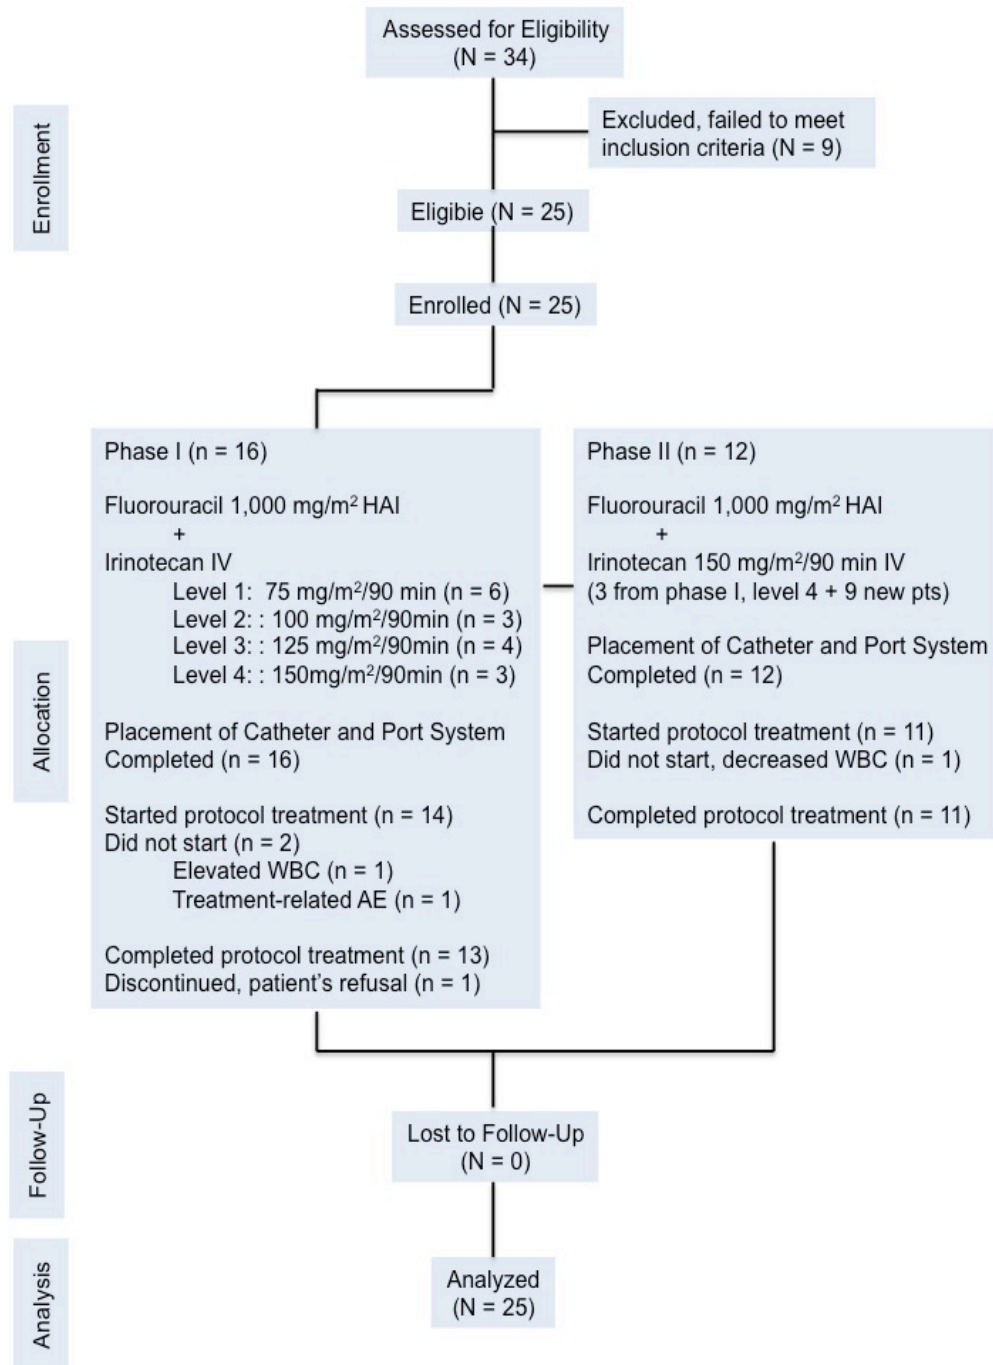 Assessed for Eligibility
(N = 34)
Enrollment
Excluded, failed to meet
inclusion criteria (N = 9)
Eligibie (N = 25)
Enrolled (N = 25)
Allocation
Phase I (n = 16)
Fluorouracil 1,000 mg/m² HAI
+
Irinotecan IV
Level 1: 75 mg/m²/90 min (n = 6)
Level 2: : 100 mg/m²/90min (n = 3)
Level 3: : 125 mg/m²/90min (n = 4)
Level 4: : 150mg/m²/90min (n = 3)
Placement of Catheter and Port System
Completed (n = 16)
Started protocol treatment (n = 14)
Did not start (n = 2)
Elevated WBC (n = 1)
Treatment-related AE (n = 1)
Completed protocol treatment (n = 13)
Discontinued, patient’s refusal (n = 1)
Phase II (n = 12)
Fluorouracil 1,000 mg/m² HAI
+
Irinotecan 150 mg/m²/90 min IV
(3 from phase I, level 4 + 9 new pts)
Placement of Catheter and Port System
Completed (n = 12)
Started protocol treatment (n = 11)
Did not start, decreased WBC (n = 1)
Completed protocol treatment (n = 11)
Follow-Up
Lost to Follow-Up
(N = 0)
Analysis
Analyzed
(N = 25)